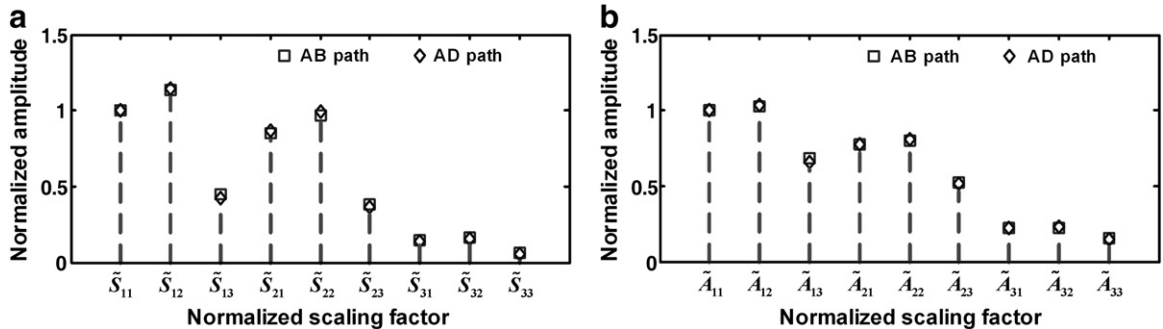 a
Normalized amplitude
1.5
1
0.5
0
AB path
AD path
S̃₁₁ S̃₁₂ S̃₁₃ S̃₂₁ S̃₂₂ S̃₂₃ S̃₃₁ S̃₃₂ S̃₃₃
Normalized scaling factor
b
Normalized amplitude
1.5
1
0.5
0
AB path
AD path
Ã₁₁ Ã₁₂ Ã₁₃ Ã₂₁ Ã₂₂ Ã₂₃ Ã₃₁ Ã₃₂ Ã₃₃
Normalized scaling factor